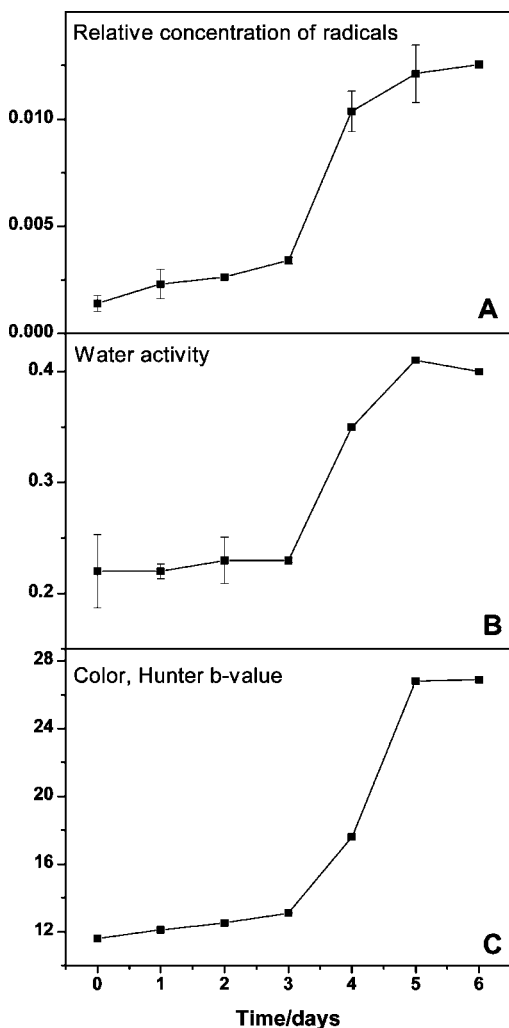 Relative concentration of radicals
0.010
0.005
0.000
A
Water activity
0.4
0.3
0.2
B
Color, Hunter b-value
28
24
20
16
12
C
0 1 2 3 4 5 6
Time/days